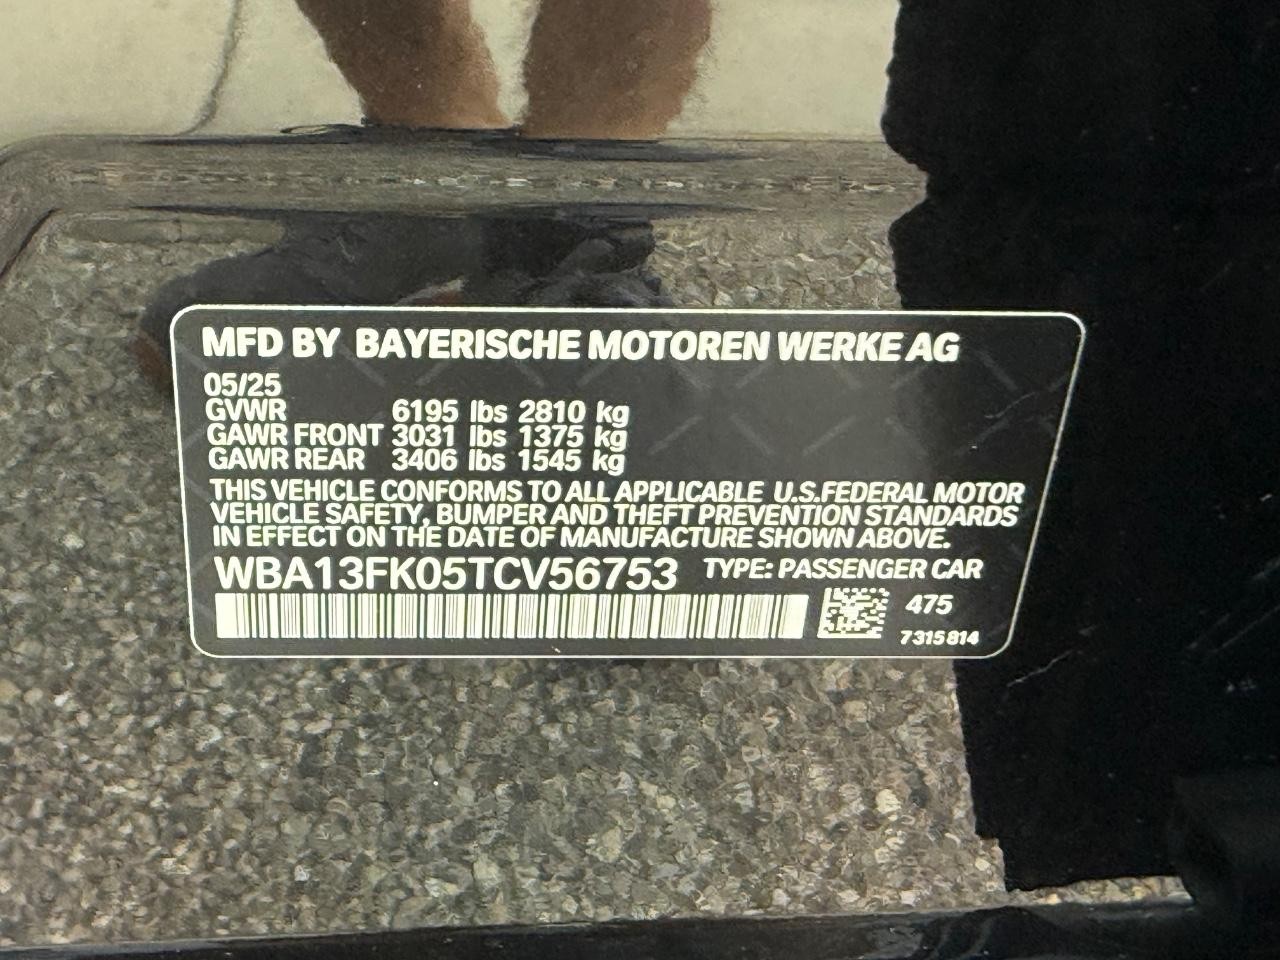 MFD BY BAYERISCHE MOTOREN WERKE AG
05/25
GVWR 6195 lbs 2810 kg
GAWR FRONT 3031 lbs 1375 kg
GAWR REAR 3406 lbs 1545 kg
THIS VEHICLE CONFORMS TO ALL APPLICABLE U.S.FEDERAL MOTOR
VEHICLE SAFETY, BUMPER AND THEFT PREVENTION STANDARDS
IN EFFECT ON THE DATE OF MANUFACTURE SHOWN ABOVE.
WBA13FK05TCV56753 TYPE: PASSENGER CAR
475
7315814